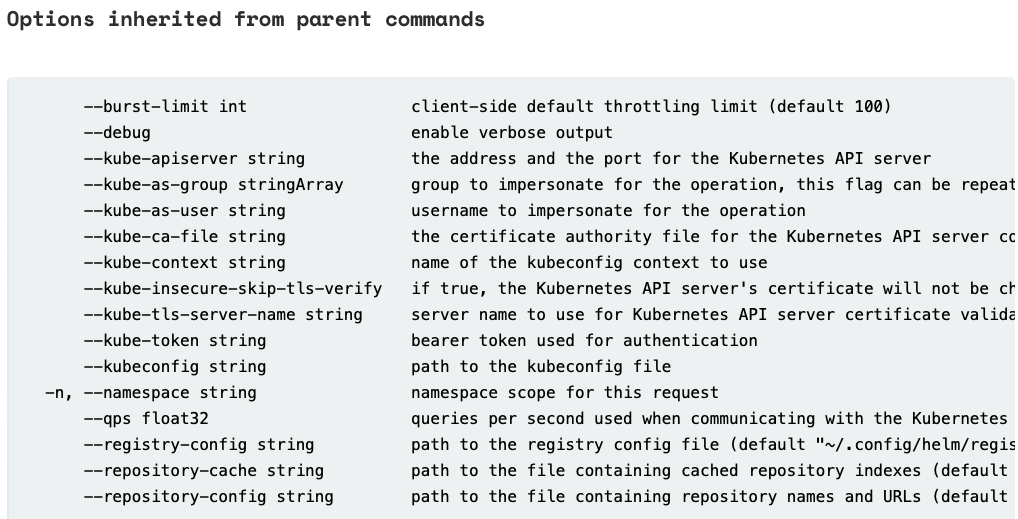 Options inherited from parent commands
--burst-limit int client-side default throttling limit (default 100)
--debug enable verbose output
--kube-apiserver string the address and the port for the Kubernetes API server
--kube-as-group stringArray group to impersonate for the operation, this flag can be repeat
--kube-as-user string username to impersonate for the operation
--kube-ca-file string the certificate authority file for the Kubernetes API server co
--kube-context string name of the kubeconfig context to use
--kube-insecure-skip-tls-verify if true, the Kubernetes API server's certificate will not be ch
--kube-tls-server-name string server name to use for Kubernetes API server certificate valida
--kube-token string bearer token used for authentication
--kubeconfig string path to the kubeconfig file
-n, --namespace string namespace scope for this request
--qps float32 queries per second used when communicating with the Kubernetes
--registry-config string path to the registry config file (default "~/.config/helm/regis
--repository-cache string path to the file containing cached repository indexes (default
--repository-config string path to the file containing repository names and URLs (default